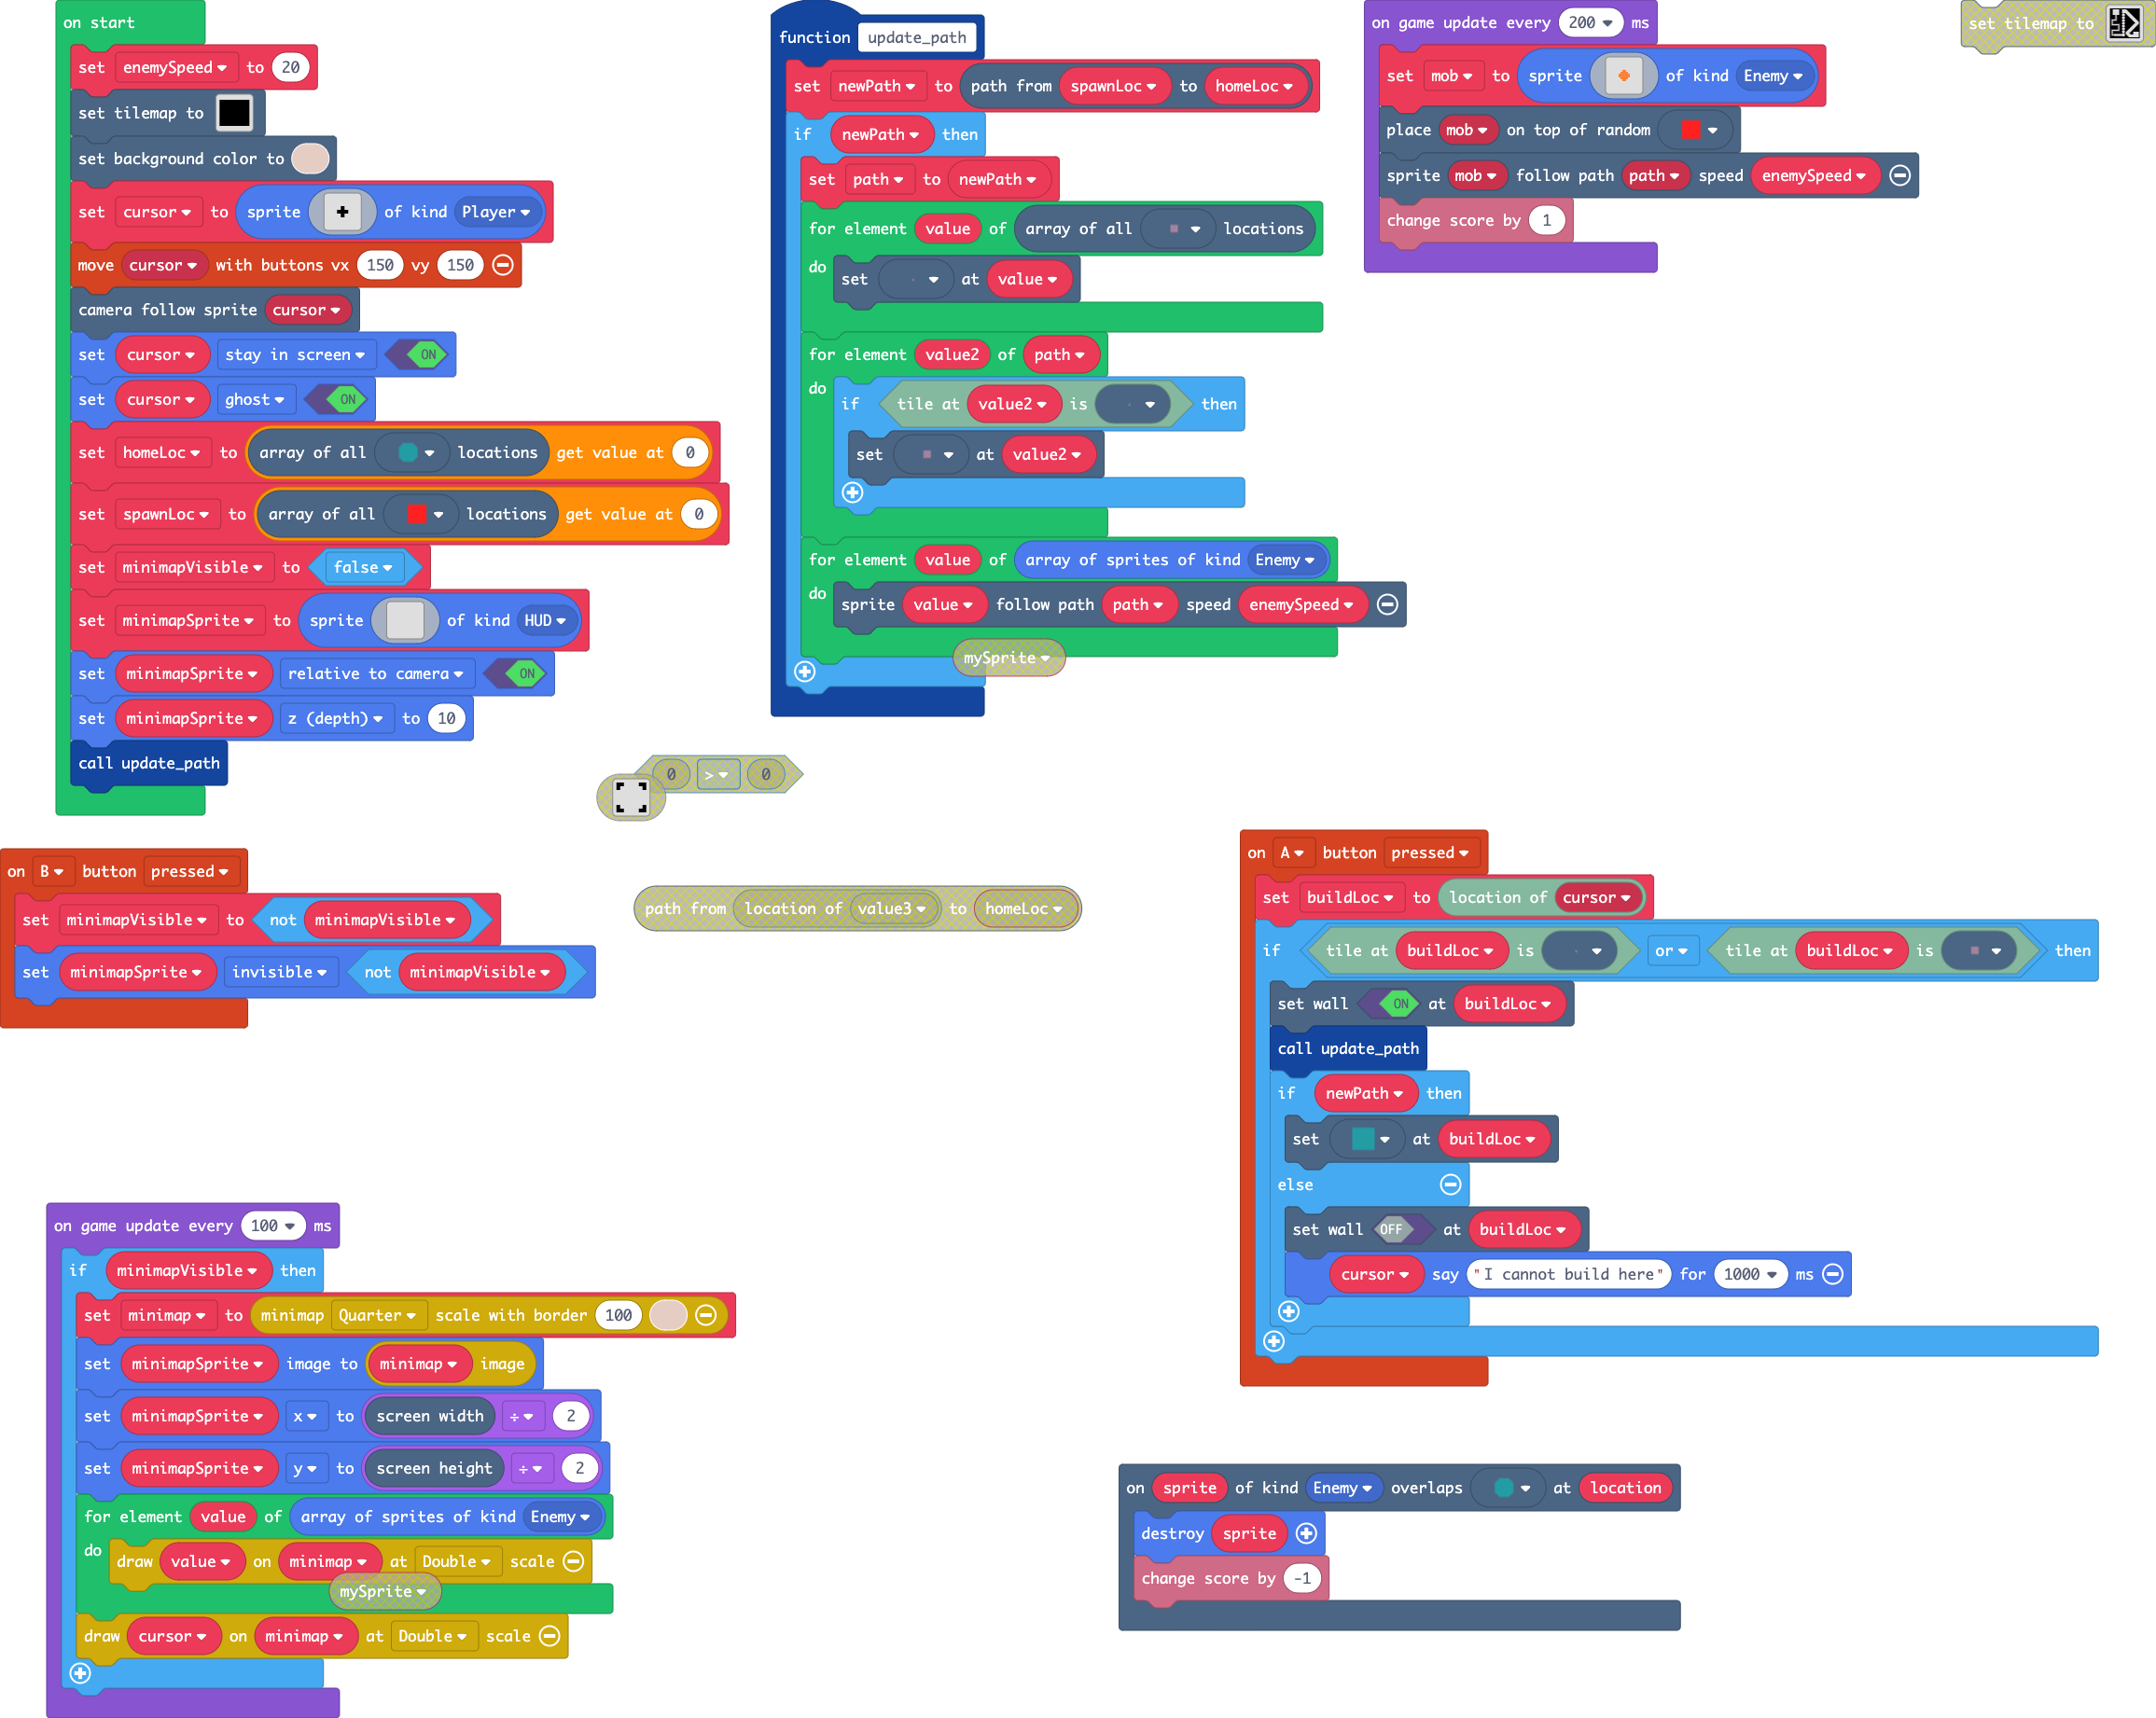 on start
set enemySpeed to 20
set tilemap to
set background color to
set cursor to sprite of kind Player
move cursor with buttons vx 150 vy 150
camera follow sprite cursor
set cursor stay in screen ON
set cursor ghost ON
set homeLoc to array of all locations get value at 0
set spawnLoc to array of all locations get value at 0
set minimapVisible to false
set minimapSprite to sprite of kind HUD
set minimapSprite relative to camera ON
set minimapSprite z (depth) to 10
call update_path
function update_path
set newPath to path from spawnLoc to homeLoc
if newPath then
set path to newPath
for element value of array of all locations
do set at value
for element value2 of path
do if tile at value2 is then
set at value2
for element value of array of sprites of kind Enemy
do sprite value follow path path speed enemySpeed
mySprite
on game update every 200 ms
set mob to sprite of kind Enemy
place mob on top of random
sprite mob follow path path speed enemySpeed
change score by 1
set tilemap to
0 > 0
path from location of value3 to homeLoc
on B button pressed
set minimapVisible to not minimapVisible
set minimapSprite invisible not minimapVisible
on A button pressed
set buildLoc to location of cursor
if tile at buildLoc is or tile at buildLoc is then
set wall ON at buildLoc
call update_path
if newPath then
set at buildLoc
else
set wall OFF at buildLoc
cursor say "I cannot build here" for 1000 ms
on game update every 100 ms
if minimapVisible then
set minimap to minimap Quarter scale with border 100
set minimapSprite image to minimap image
set minimapSprite x to screen width ÷ 2
set minimapSprite y to screen height ÷ 2
for element value of array of sprites of kind Enemy
do draw value on minimap at Double scale
mySprite
draw cursor on minimap at Double scale
on sprite of kind Enemy overlaps at location
destroy sprite
change score by -1